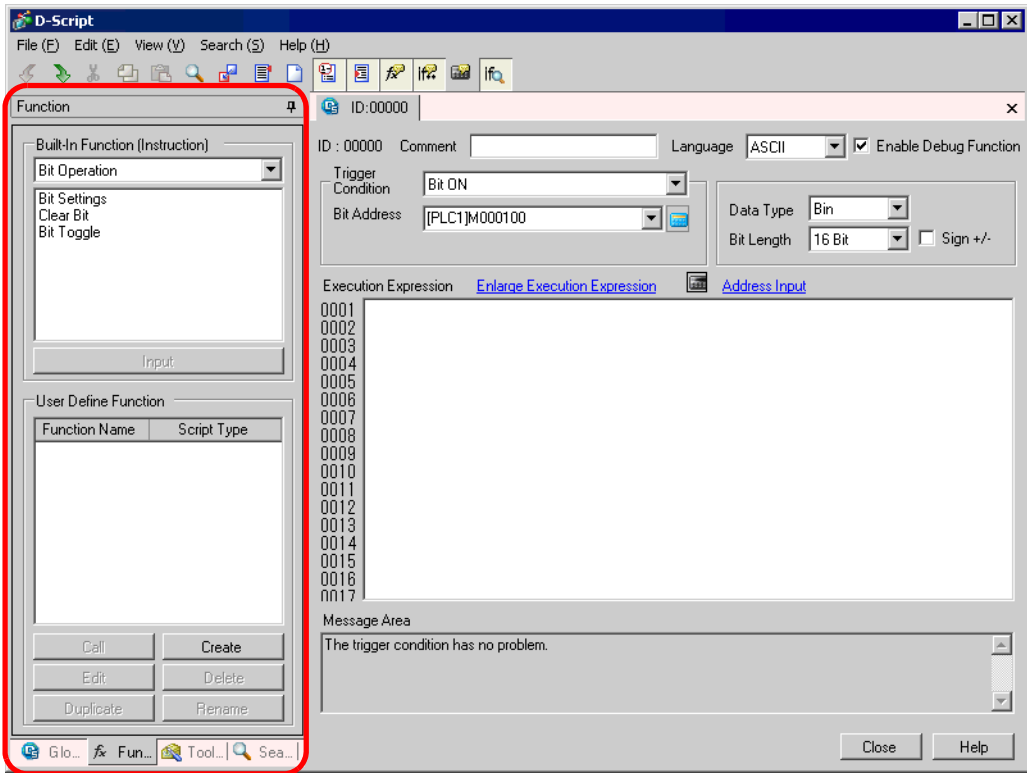 D-Script
File (F) Edit (E) View (V) Search (S) Help (H)
Function
Built-In Function (Instruction)
Bit Operation
Bit Settings
Clear Bit
Bit Toggle
Input
User Define Function
Function Name Script Type
Call Create
Edit Delete
Duplicate Rename
Glo... fx Fun... Tool... Sea...
ID:00000
ID : 00000 Comment Language ASCII Enable Debug Function
Trigger
Condition Bit ON
Bit Address [PLC1]M000100
Data Type Bin
Bit Length 16 Bit Sign +/-
Execution Expression Enlarge Execution Expression Address Input
0001
0002
0003
0004
0005
0006
0007
0008
0009
0010
0011
0012
0013
0014
0015
0016
0017
Message Area
The trigger condition has no problem.
Close Help